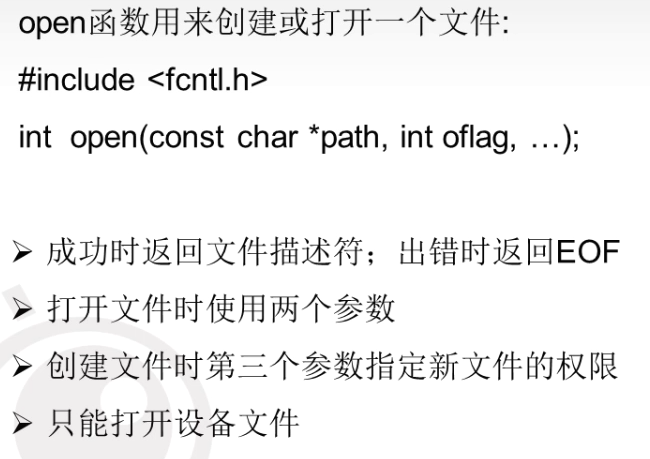 open函数用来创建或打开一个文件:
#include <fcntl.h>
int open(const char *path, int oflag, …);
➢ 成功时返回文件描述符；出错时返回EOF
➢ 打开文件时使用两个参数
➢ 创建文件时第三个参数指定新文件的权限
➢ 只能打开设备文件